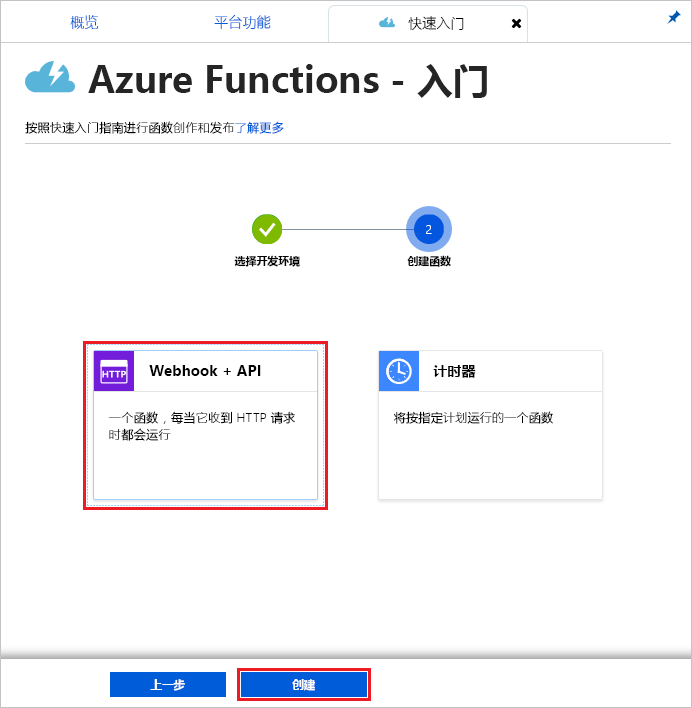 概览
平台功能
快速入门
Azure Functions - 入门
按照快速入门指南进行函数创作和发布了解更多
2
选择开发环境
创建函数
HTTP
Webhook + API
一个函数，每当它收到 HTTP 请求
时都会运行
计时器
将按指定计划运行的一个函数
上一步
创建